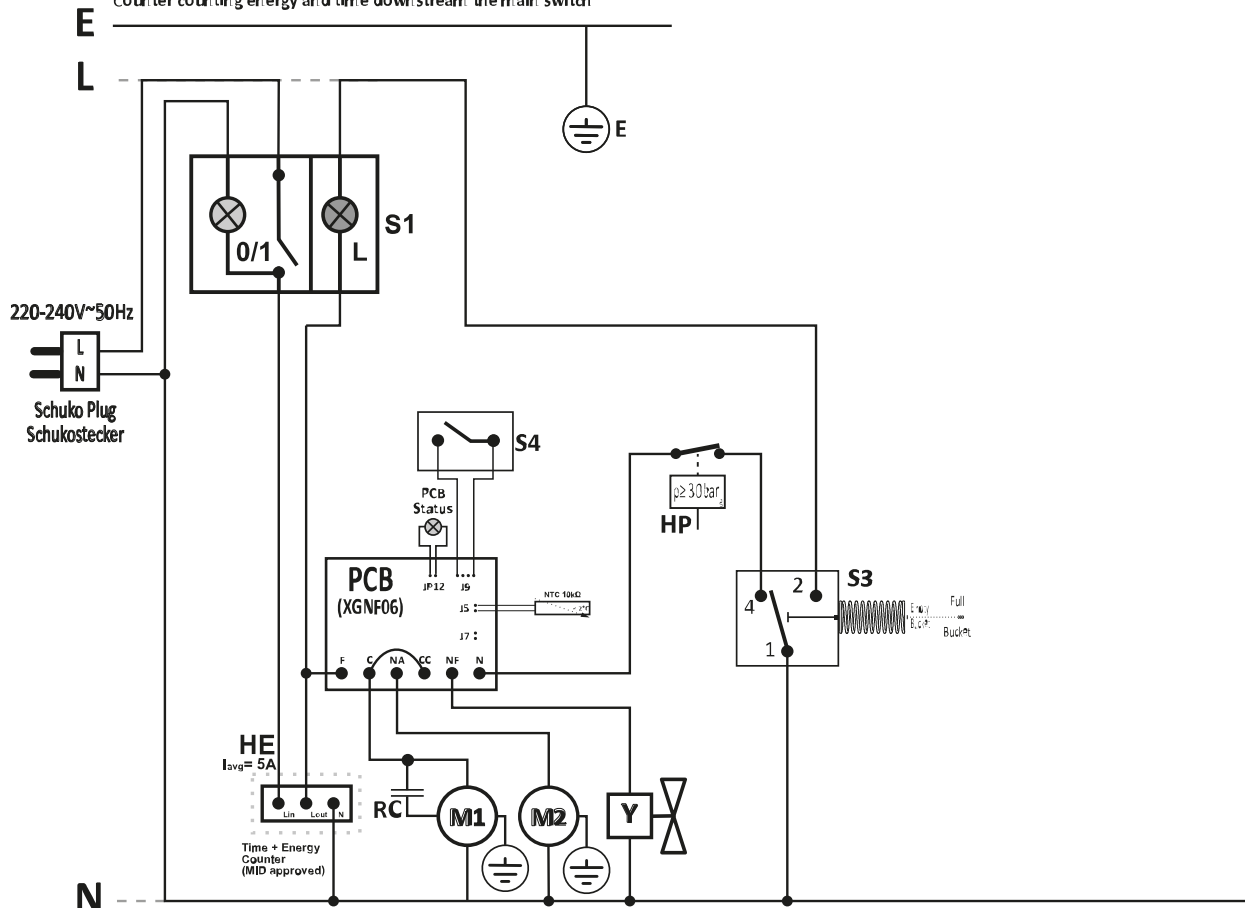 Counter counting energy and time downstream the main switch
E
L
E
S1
0/1
L
220-240V~50Hz
L
N
Schuko Plug
Schukostecker
S4
PCB
Status
p≥30bar
HP
PCB
(XGNF06)
JP12
J9
NTC 10kΩ
J5
J7
S3
2
4
1
Full
Bucket
F
C
NA
CC
NF
N
HE
Iavg= 5A
Lin
Lout
N
RC
M1
M2
Y
Time + Energy
Counter
(MID approved)
N